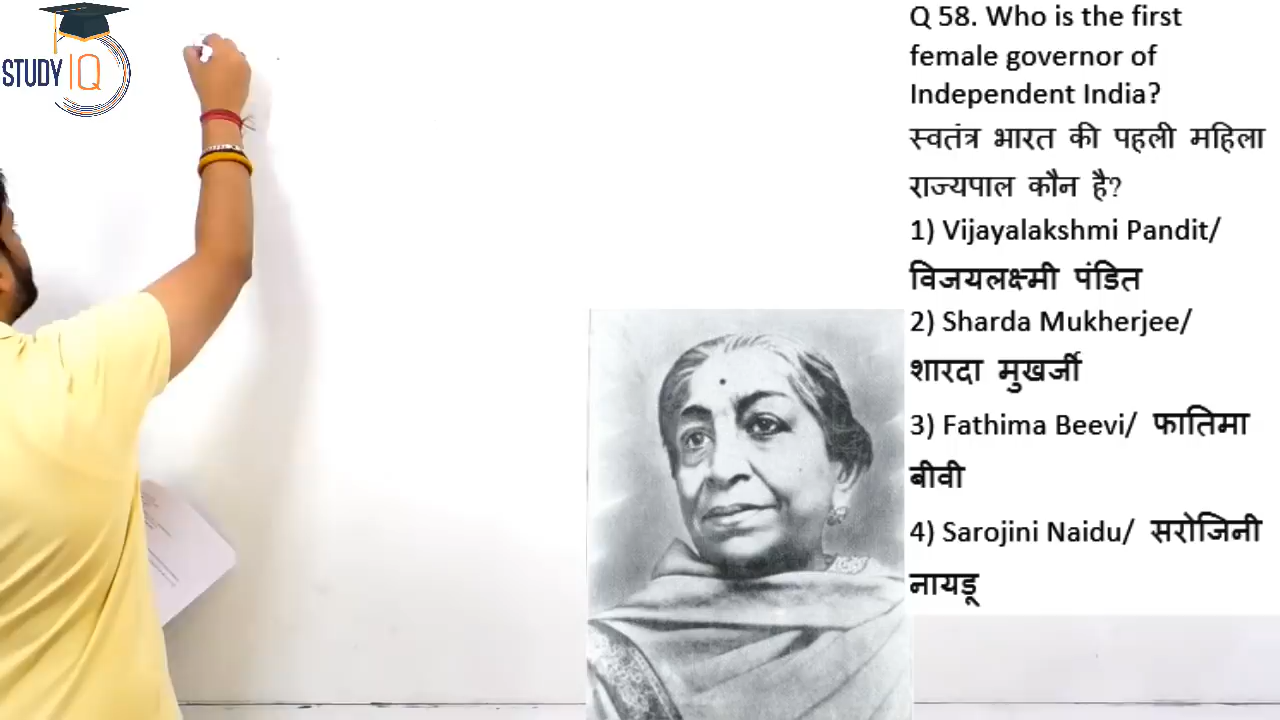 STUDY IQ
Q 58. Who is the first
female governor of
Independent India?
स्वतंत्र भारत की पहली महिला
राज्यपाल कौन है?
1) Vijayalakshmi Pandit/
विजयलक्ष्मी पंडित
2) Sharda Mukherjee/
शारदा मुखर्जी
3) Fathima Beevi/ फातिमा
बीवी
4) Sarojini Naidu/ सरोजिनी
नायडू